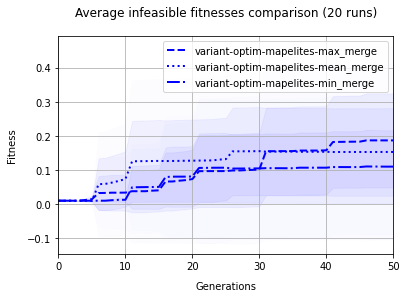 Average infeasible fitnesses comparison (20 runs)
variant-optim-mapelites-max_merge
variant-optim-mapelites-mean_merge
variant-optim-mapelites-min_merge
Fitness
0.4
0.3
0.2
0.1
0.0
−0.1
0 10 20 30 40 50
Generations